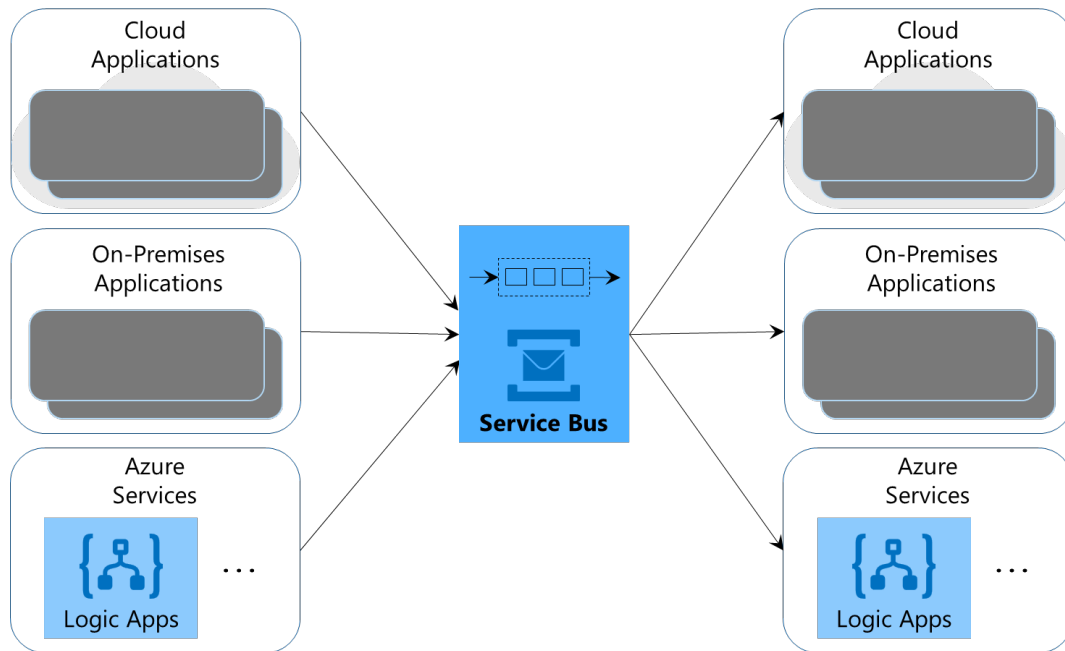 Cloud
Applications
On-Premises
Applications
Azure
Services
Logic Apps
...
Service Bus
Cloud
Applications
On-Premises
Applications
Azure
Services
Logic Apps
...